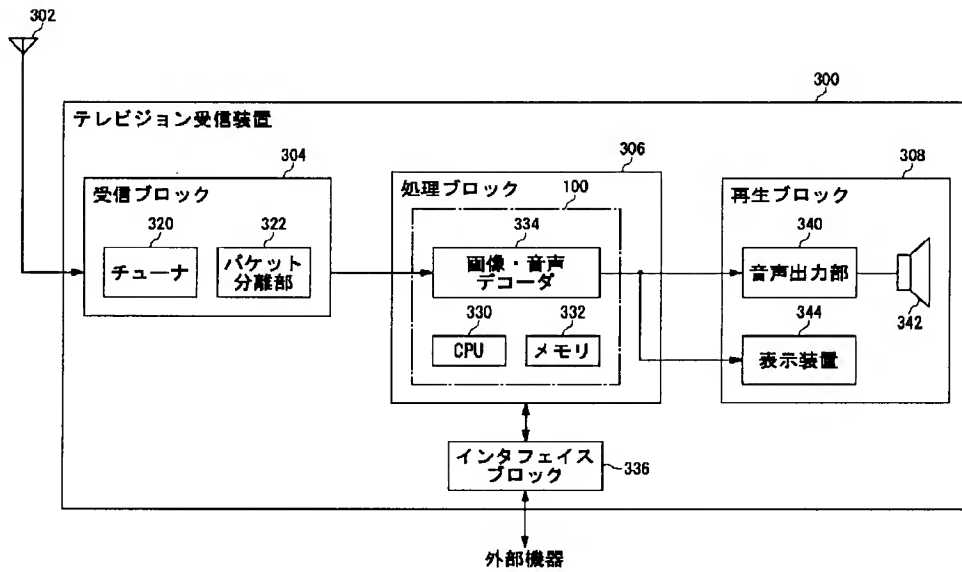 302
300
テレビジョン受信装置
304
受信ブロック
320
チューナ
322
パケット
分離部
306
処理ブロック
100
334
画像・音声
デコーダ
330
CPU
332
メモリ
308
再生ブロック
340
音声出力部
342
344
表示装置
インタフェイス
ブロック
336
外部機器